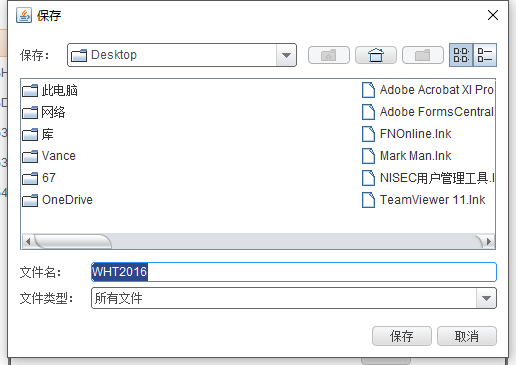 保存
保存：
Desktop
此电脑
网络
库
Vance
67
OneDrive
Adobe Acrobat XI Pro
Adobe FormsCentral
FNOnline.lnk
Mark Man.lnk
NISEC用户管理工具.l
TeamViewer 11.lnk
文件名：
WHT2016
文件类型：
所有文件
保存
取消